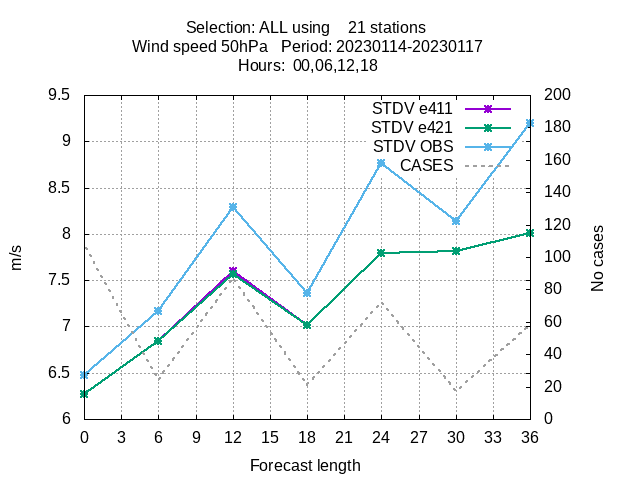 Selection: ALL using    21 stations
Wind speed 50hPa   Period: 20230114-20230117
Hours:  00,06,12,18
STDV e411
STDV e421
STDV OBS
CASES
m/s
9.5
9
8.5
8
7.5
7
6.5
6
No cases
200
180
160
140
120
100
80
60
40
20
0
0 3 6 9 12 15 18 21 24 27 30 33 36
Forecast length